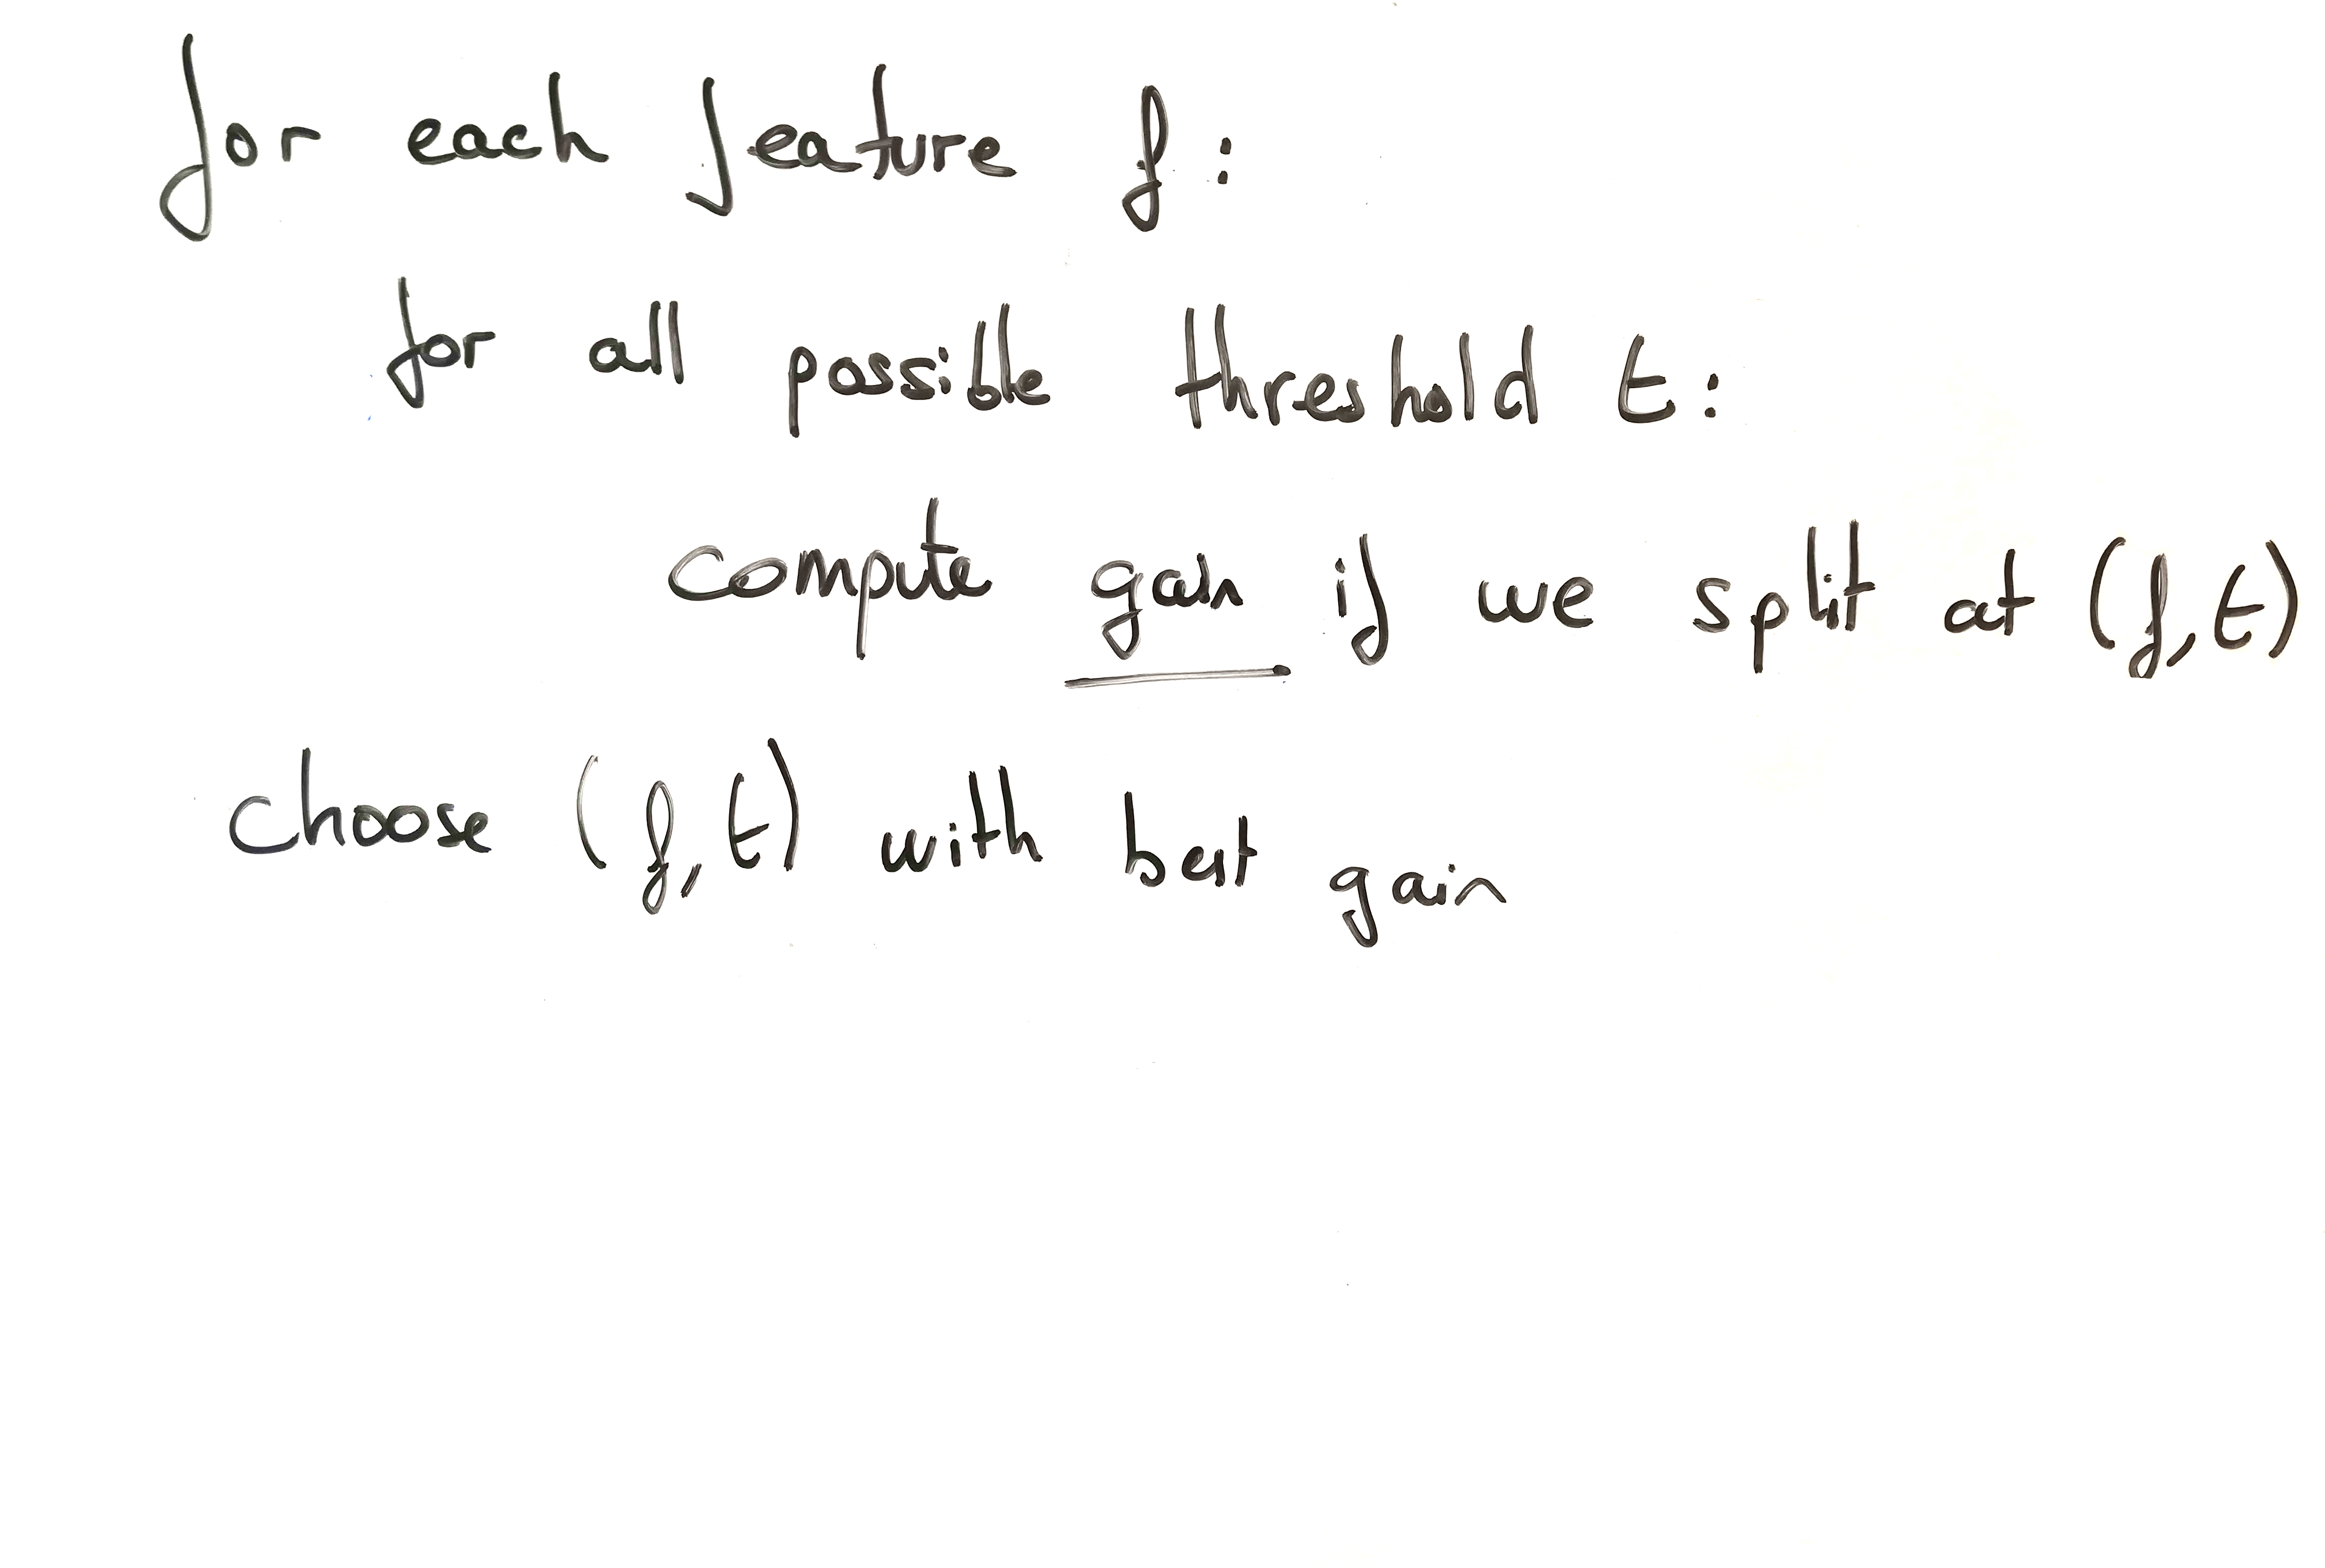 for each feature f:
for all possible threshold t:
compute gain if we split at (f,t)
choose (f,t) with best gain